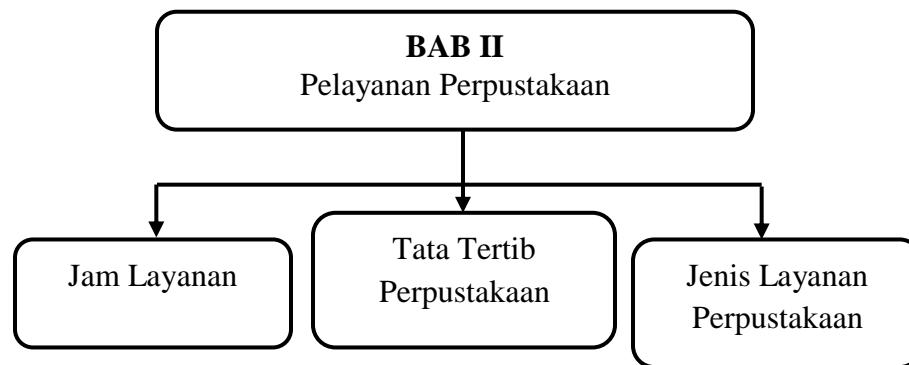 BAB II
Pelayanan Perpustakaan
Jam Layanan
Tata Tertib
Perpustakaan
Jenis Layanan
Perpustakaan